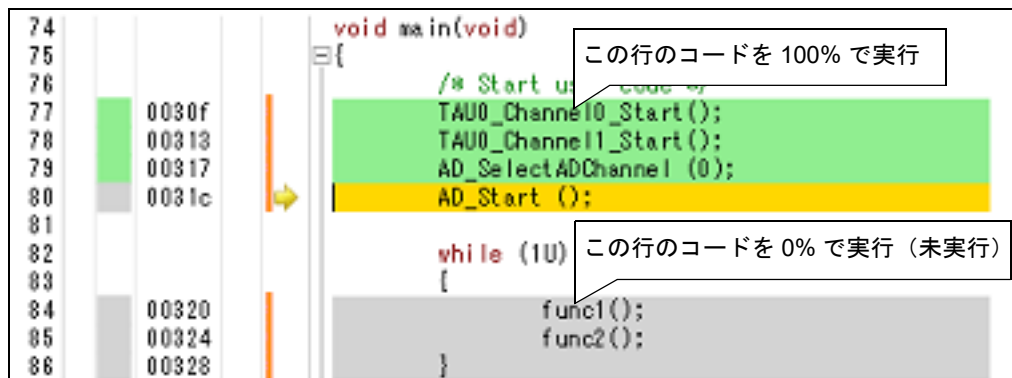 74 void main(void)
この行のコードを 100% で実行
75 {
76 /* Start us
77 0030f TAU0_Channel0_Start();
78 00313 TAU0_Channel1_Start();
79 00317 AD_SelectADChannel (0);
80 0031c AD_Start ();
81
82 while (1U)
この行のコードを 0% で実行（未実行）
83 {
84 00320 func1();
85 00324 func2();
86 00328 }